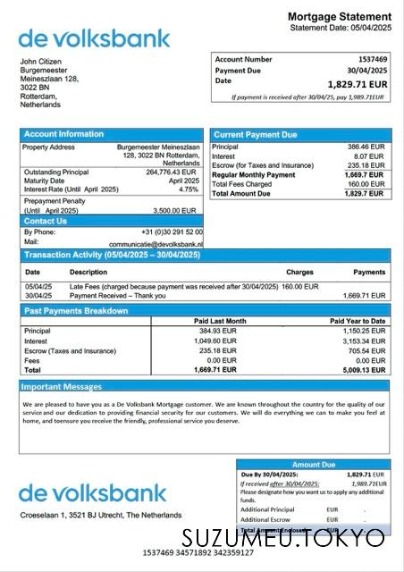 Mortgage Statement
Statement Date: 05/04/2025
de volksbank
John Citizen
Burgemeester
Meineszlaan 128,
3022 BN
Rotterdam,
Netherlands
Account Number 1537469
Payment Due 30/04/2025
Date 1,829.71 EUR
If payment is received after 30/04/25, pay 1,989.71EUR
Account Information
Property Address Burgemeester Meineszlaan
128, 3022 BN Rotterdam,
Netherlands
Outstanding Principal 264,776.43 EUR
Maturity Date April 2025
Interest Rate (Until April 2025) 4.75%
Prepayment Penalty
(Until April 2025) 3,500.00 EUR
Contact Us
By Phone: +31 (0)30 291 52 00
Mail: communicatie@devolksbank.nl
Current Payment Due
Principal 386.46 EUR
Interest 8.07 EUR
Escrow (for Taxes and Insurance) 235.18 EUR
Regular Monthly Payment 1,669.7 EUR
Total Fees Charged 160.00 EUR
Total Amount Due 1,829.7 EUR
Transaction Activity (05/04/2025 – 30/04/2025)
Date Description Charges Payments
05/04/25 Late Fees (charged because payment was received after 30/04/2025) 160.00 EUR
30/04/25 Payment Received – Thank you 1,669.71 EUR
Past Payments Breakdown
Paid Last Month Paid Year to Date
Principal 384.93 EUR 1,150.25 EUR
Interest 1,049.60 EUR 3,153.34 EUR
Escrow (Taxes and Insurance) 235.18 EUR 705.54 EUR
Fees 0.00 EUR 0.00 EUR
Total 1,669.71 EUR 5,009.13 EUR
Important Messages
We are pleased to have you as a De Volksbank Mortgage customer. We are known throughout the country for the quality of
our service and our dedication to providing financial security for our customers. We will do everything we can to make you feel at
home, and toensure you receive the friendly, professional service you deserve.
Amount Due
Due By 30/04/2025: 1,829.71 EUR
If received after 30/04/2025: 1,989.71EUR
Please designate how you want us to apply any additional
funds.
Additional Principal EUR .
Additional Escrow EUR .
Total Amount Enclosed EUR
de volksbank
Croeselaan 1, 3521 BJ Utrecht, The Netherlands
SUZUMEU.TOKYO
1537469 34571892 342359127